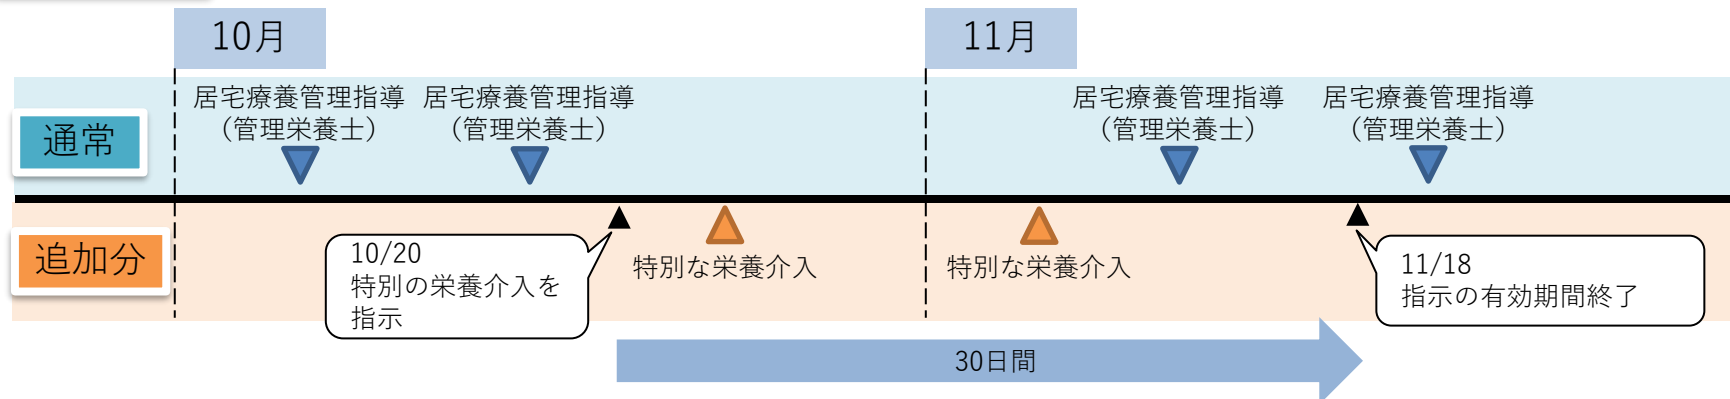 10月
11月
通常
居宅療養管理指導
（管理栄養士）
居宅療養管理指導
（管理栄養士）
居宅療養管理指導
（管理栄養士）
居宅療養管理指導
（管理栄養士）
追加分
10/20
特別の栄養介入を
指示
特別な栄養介入
特別な栄養介入
11/18
指示の有効期間終了
30日間